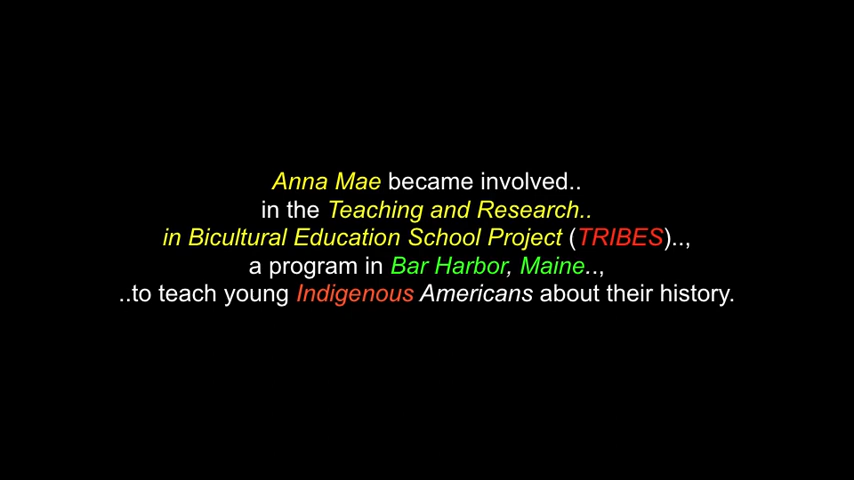 Anna Mae became involved..
in the Teaching and Research..
in Bicultural Education School Project (TRIBES)..,
a program in Bar Harbor, Maine..,
..to teach young Indigenous Americans about their history.